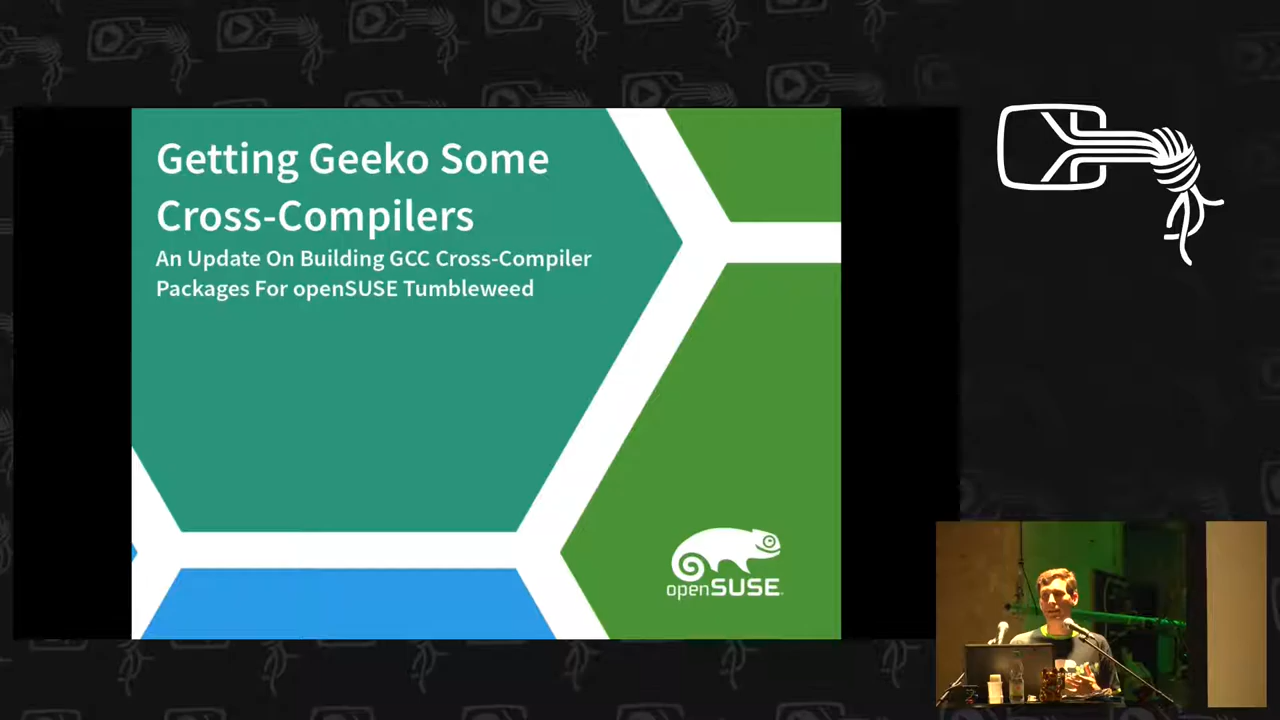 Getting Geeko Some
Cross-Compilers
An Update On Building GCC Cross-Compiler
Packages For openSUSE Tumbleweed
openSUSE